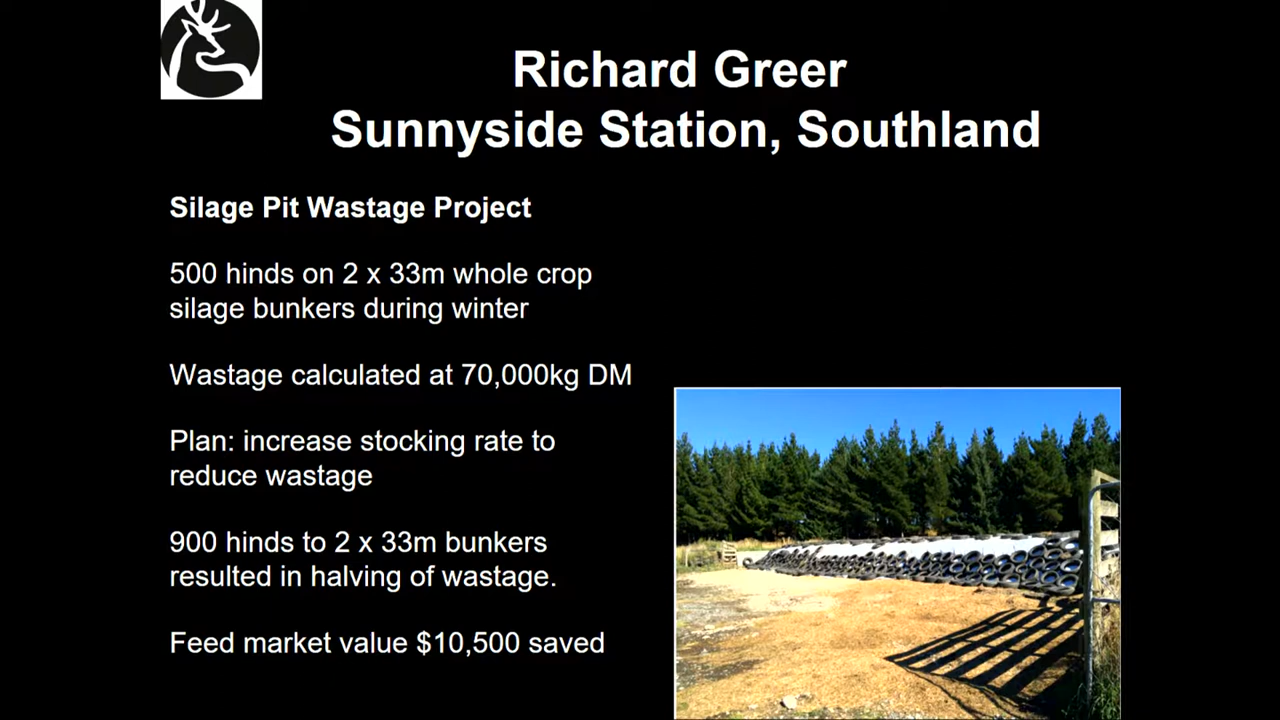 Richard Greer
Sunnyside Station, Southland
Silage Pit Wastage Project
500 hinds on 2 x 33m whole crop
silage bunkers during winter
Wastage calculated at 70,000kg DM
Plan: increase stocking rate to
reduce wastage
900 hinds to 2 x 33m bunkers
resulted in halving of wastage.
Feed market value $10,500 saved